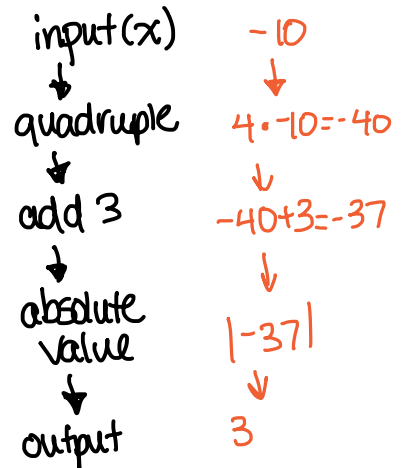 input(x) -10
quadruple 4·-10=-40
add 3 -40+3=-37
absolute
value |-37|
output 3